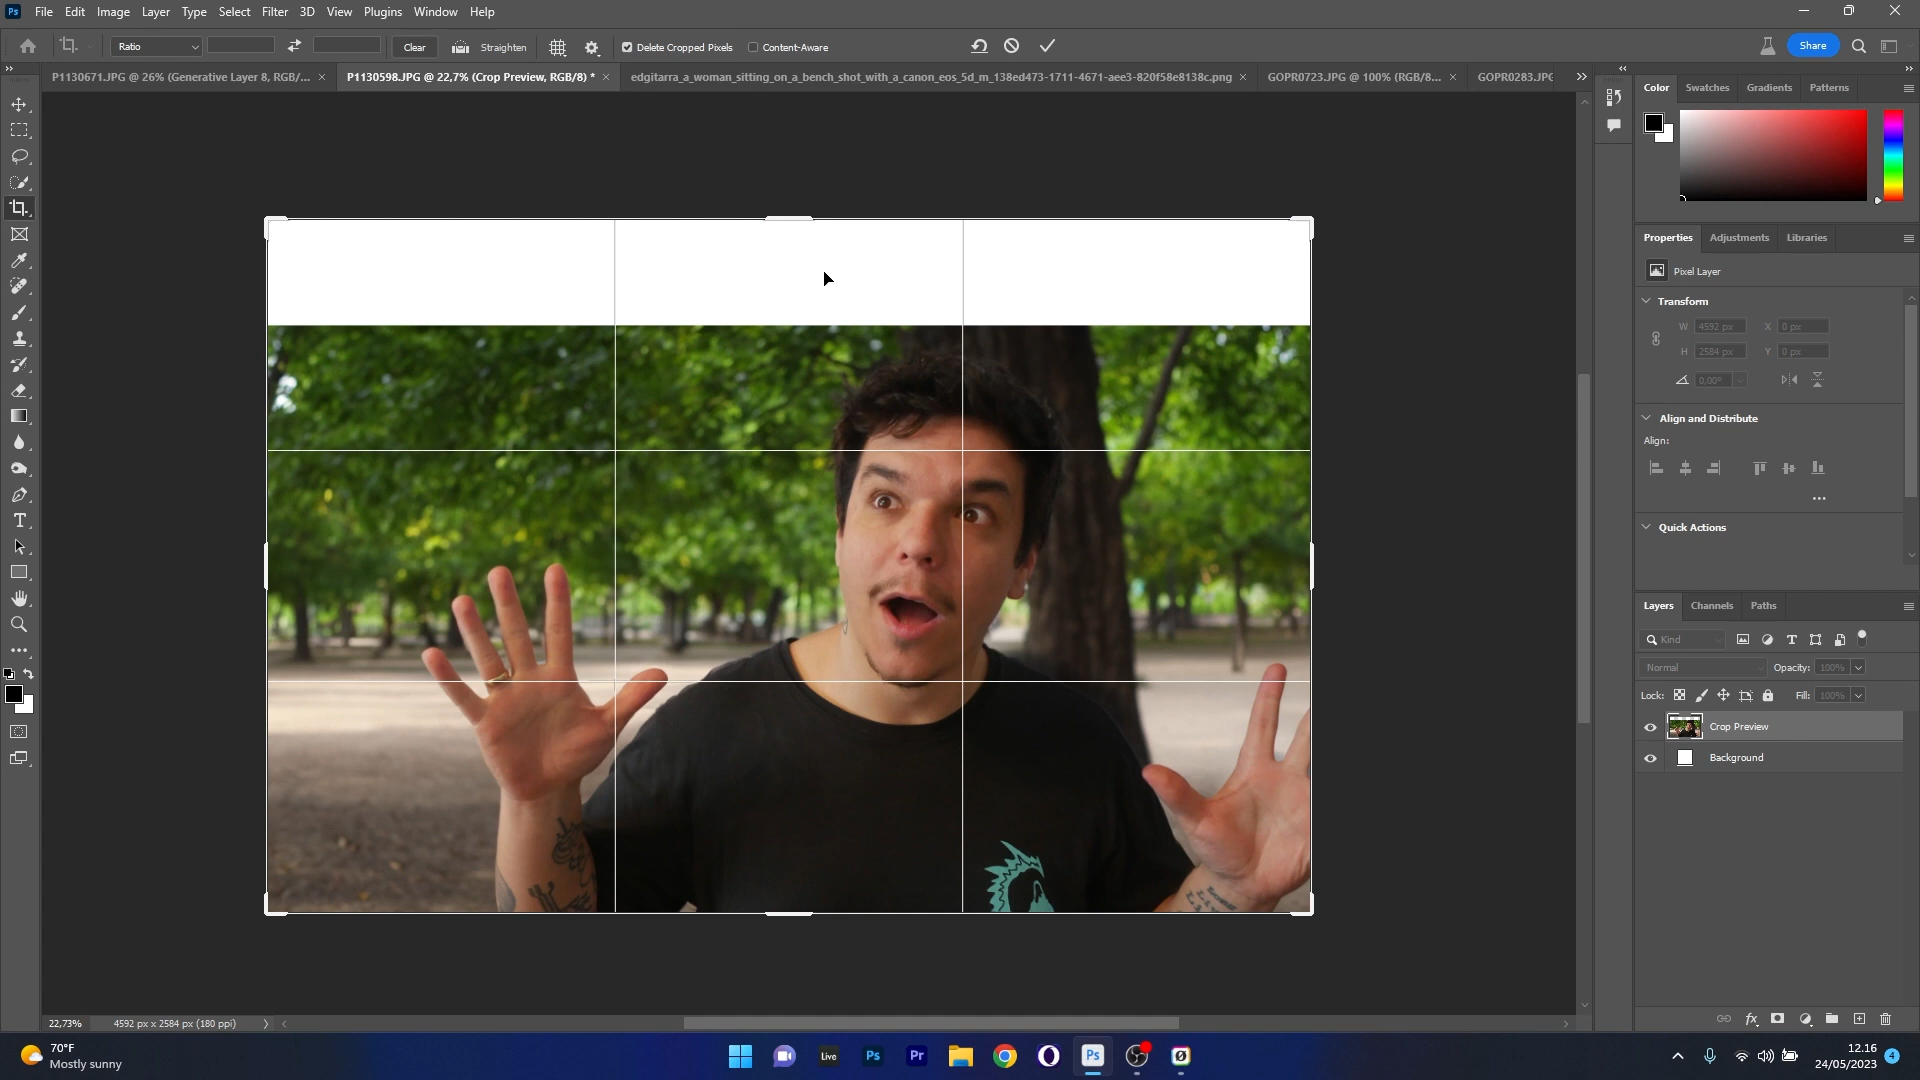 Ps File Edit Image Layer Type Select Filter 3D View Plugins Window Help
Ratio Clear Straighten Delete Cropped Pixels Content-Aware Share
P1130671.JPG @ 26% (Generative Layer 8, RGB/... × P1130598.JPG @ 22,7% (Crop Preview, RGB/8) * × edgitarra_a_woman_sitting_on_a_bench_shot_with_a_canon_eos_5d_m_138ed473-1711-4671-aee3-820f58e8138c.png × GOPR0723.JPG @ 100% (RGB/8... × GOPR0283.JPG
Color Swatches Gradients Patterns
Properties Adjustments Libraries
Pixel Layer
Transform
W 4592 px X 0 px
H 2584 px Y 0 px
0,00°
Align and Distribute
Align:
Quick Actions
Layers Channels Paths
Kind
Normal Opacity: 100%
Lock: Fill: 100%
Crop Preview
Background
22,73% 4592 px x 2584 px (180 ppi)
70°F
Mostly sunny
Live Ps Pr Ps
12.16
24/05/2023 4